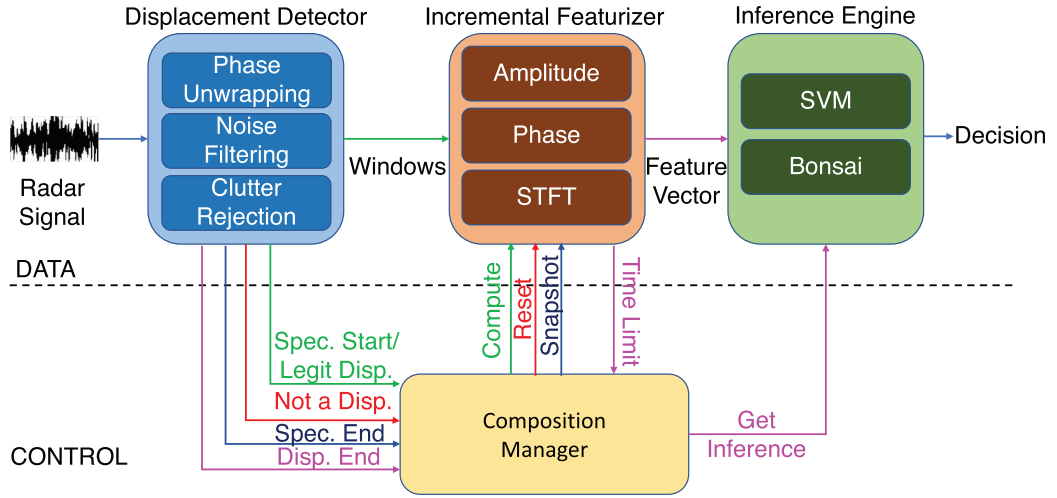 Displacement Detector
Incremental Featurizer
Inference Engine
Phase
Unwrapping
Noise
Filtering
Clutter
Rejection
Amplitude
Phase
STFT
SVM
Bonsai
Radar
Signal
Windows
Feature
Vector
Decision
DATA
Compute
Reset
Snapshot
Time Limit
Spec. Start/
Legit Disp.
Not a Disp.
Spec. End
Disp. End
Composition
Manager
Get
Inference
CONTROL